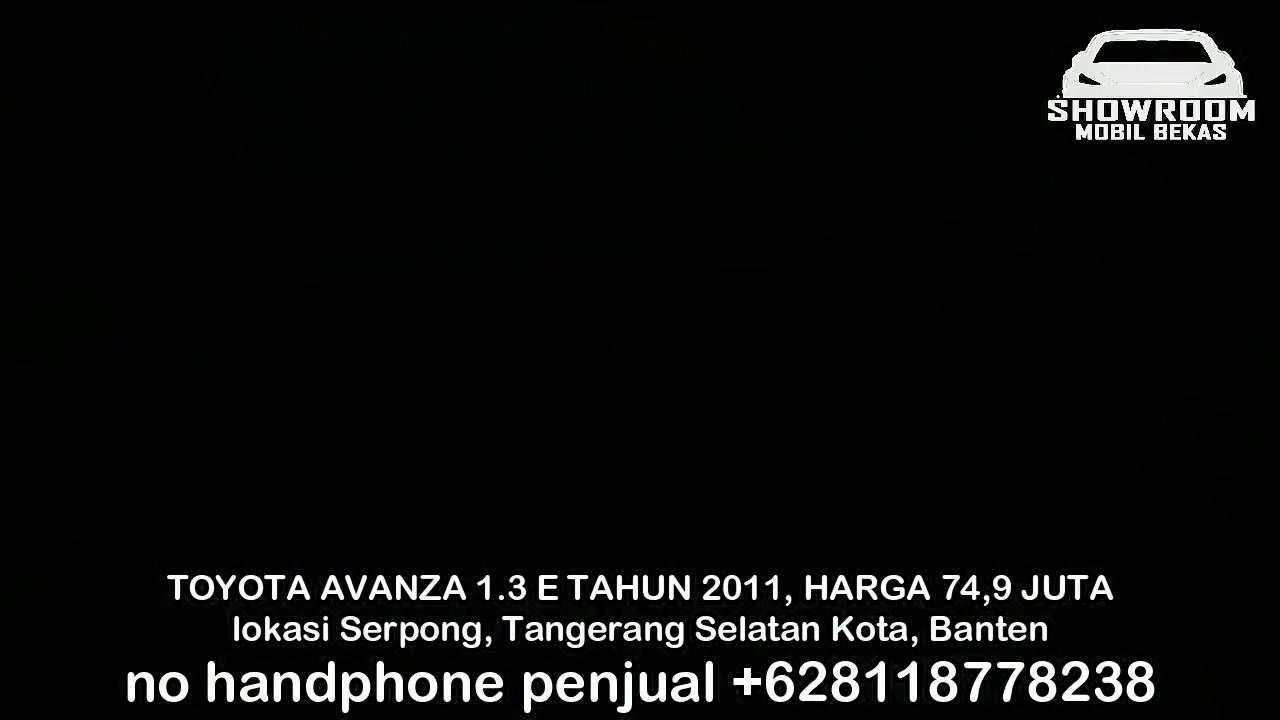 SHOWROOM
MOBIL BEKAS
TOYOTA AVANZA 1.3 E TAHUN 2011, HARGA 74,9 JUTA
lokasi Serpong, Tangerang Selatan Kota, Banten
no handphone penjual +628118778238